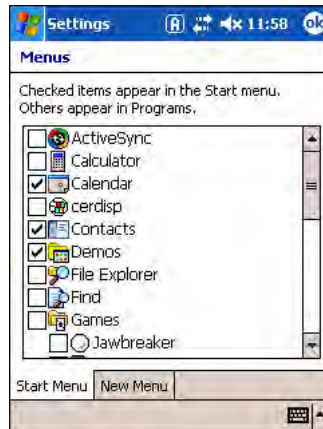 Settings A 11:58 ok
Menus
Checked items appear in the Start menu.
Others appear in Programs.
ActiveSync
Calculator
Calendar
cerdisp
Contacts
Demos
File Explorer
Find
Games
Jawbreaker
Start Menu New Menu